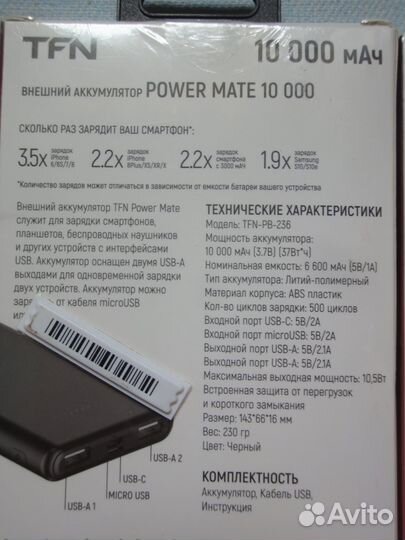 TFN
10 000 мАч
ВНЕШНИЙ АККУМУЛЯТОР POWER MATE 10 000
СКОЛЬКО РАЗ ЗАРЯДИТ ВАШ СМАРТФОН*:
3.5x зарядок iPhone 6/6S/7/8
2.2x зарядок iPhone 8Plus/XS/XR/X
2.2x зарядок смартфона с 3000 мАч
1.9x зарядок Samsung S10/S10e
*Количество зарядов может отличаться в зависимости от емкости батареи вашего устройства
Внешний аккумулятор TFN Power Mate
служит для зарядки смартфонов,
планшетов, беспроводных наушников
и других устройств с интерфейсами
USB. Аккумулятор оснащен двумя USB-A
выходами для одновременной зарядки
двух устройств. Аккумулятор можно
зарядить от кабеля microUSB
или
ТЕХНИЧЕСКИЕ ХАРАКТЕРИСТИКИ
Модель: TFN-PB-236
Мощность аккумулятора:
10 000 мАч (3.7В) (37Вт*ч)
Номинальная емкость: 6 600 мАч (5В/1А)
Тип аккумулятора: Литий-полимерный
Материал корпуса: ABS пластик
Кол-во циклов зарядки: 500 циклов
Входной порт USB-C: 5В/2А
Входной порт microUSB: 5В/2А
Выходной порт USB-A: 5В/2.1А
Выходной порт USB-A: 5В/2.1А
Максимальная выходная мощность: 10,5Вт
Встроенная защита от перегрузок
и короткого замыкания
Размер: 143*66*16 мм
Вес: 230 гр
Цвет: Черный
КОМПЛЕКТНОСТЬ
Аккумулятор, Кабель USB,
Инструкция
USB-A 2
USB-C
MICRO USB
USB-A 1
Avito